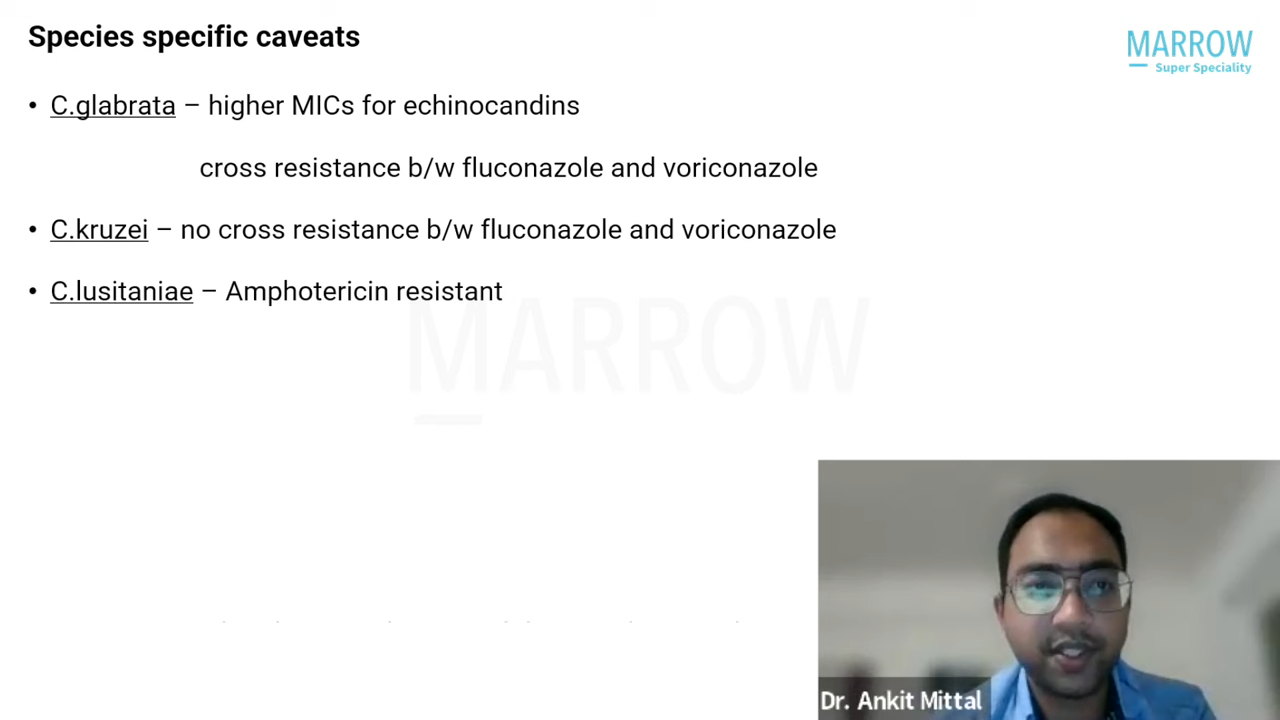 Species specific caveats
MARROW
Super Speciality
• C.glabrata – higher MICs for echinocandins
cross resistance b/w fluconazole and voriconazole
• C.kruzei – no cross resistance b/w fluconazole and voriconazole
• C.lusitaniae – Amphotericin resistant
MARROW
Dr. Ankit Mittal